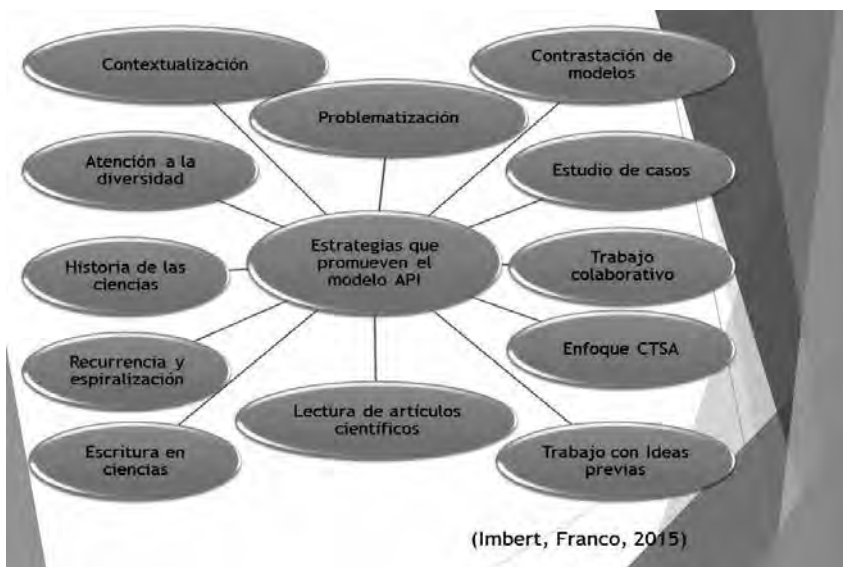 Contextualización
Contrastación de
modelos
Problematización
Atención a la
diversidad
Estudio de casos
Estrategias que
promueven el
modelo API
Historia de las
ciencias
Trabajo
colaborativo
Recurrencia y
espiralización
Enfoque CTSA
Lectura de artículos
científicos
Escritura en
ciencias
Trabajo con Ideas
previas
(Imbert, Franco, 2015)